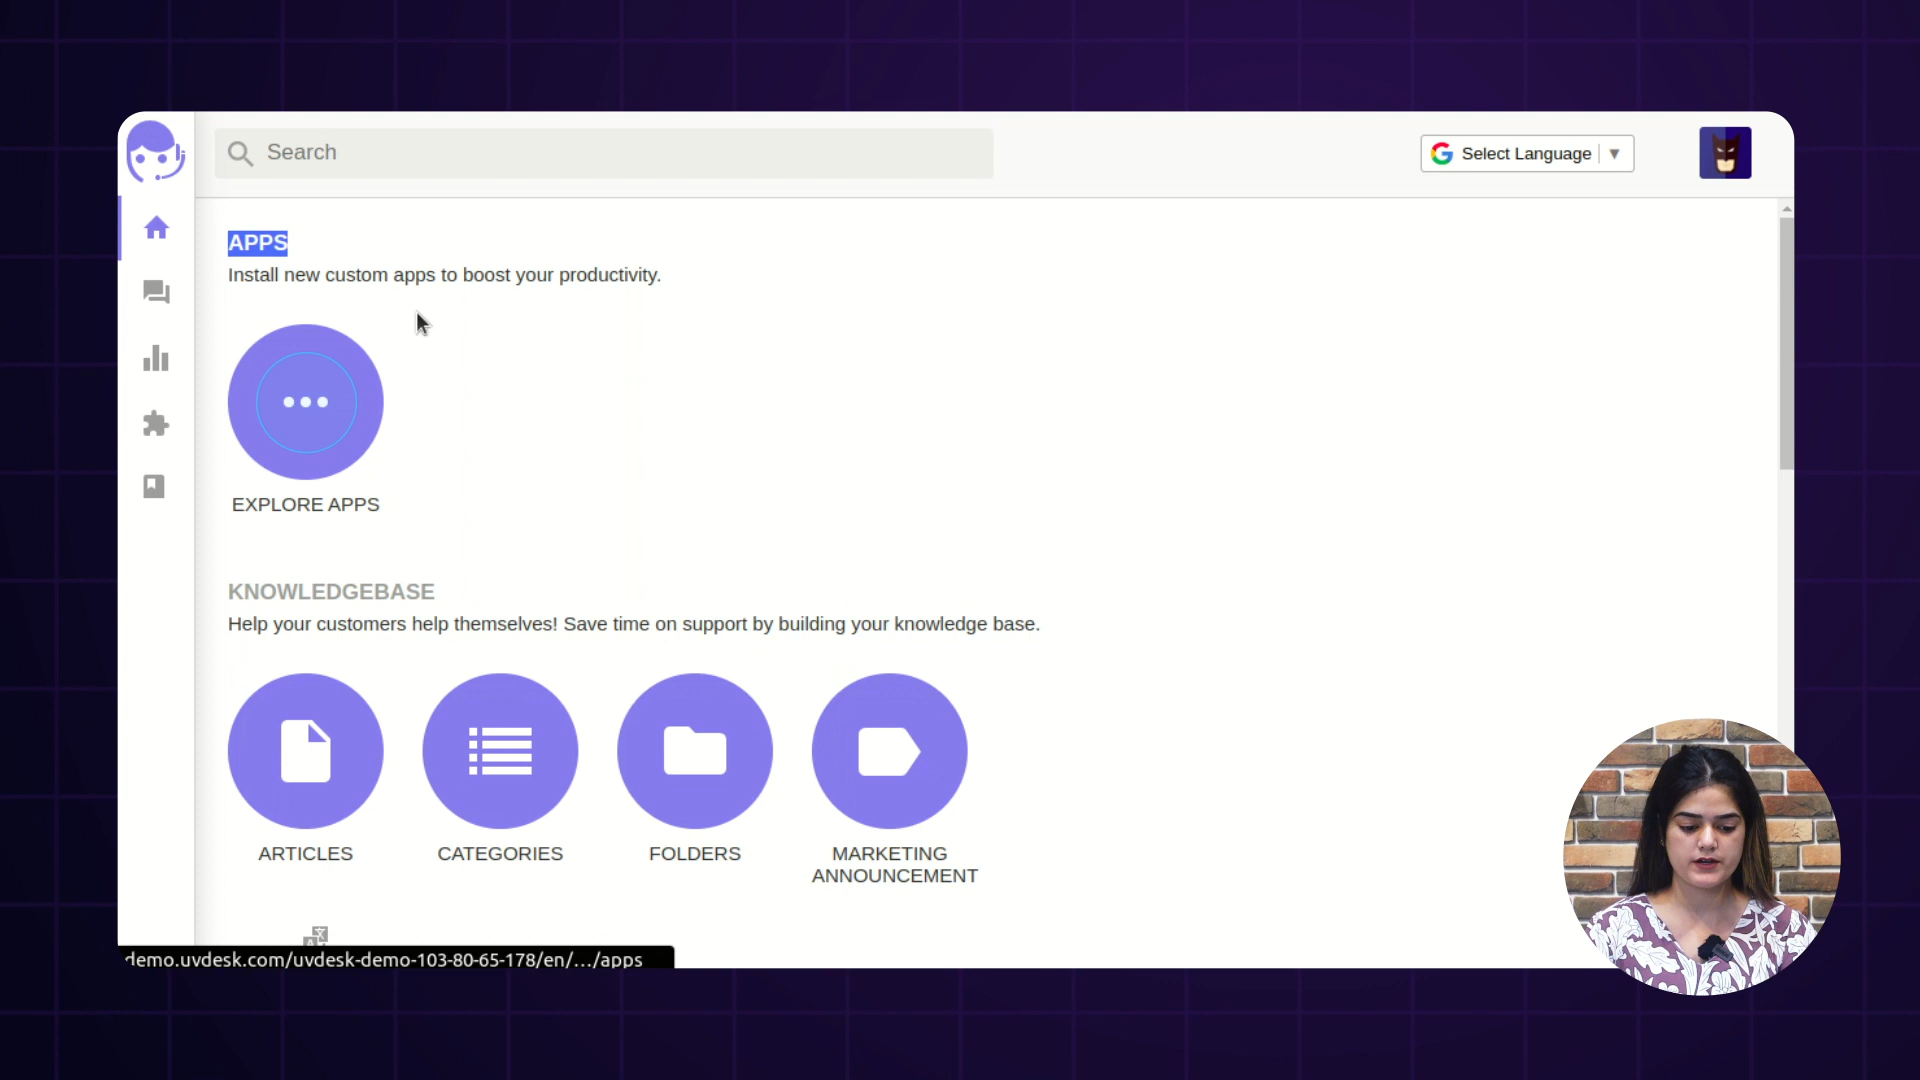 Search
Select Language
APPS
Install new custom apps to boost your productivity.
EXPLORE APPS
KNOWLEDGEBASE
Help your customers help themselves! Save time on support by building your knowledge base.
ARTICLES
CATEGORIES
FOLDERS
MARKETING
ANNOUNCEMENT
demo.uvdesk.com/uvdesk-demo-103-80-65-178/en/.../apps